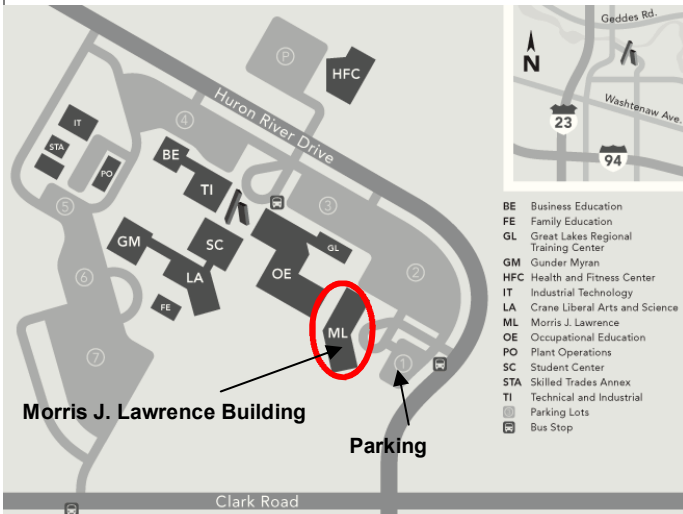 Geddes Rd.
N
Washtenaw Ave.
23
94
P
HFC
Huron River Drive
4
IT
STA
PO
BE
TI
3
5
GM
SC
GL
LA
OE
2
6
FE
ML
1
7
Morris J. Lawrence Building
Parking
Clark Road
BE Business Education
FE Family Education
GL Great Lakes Regional
Training Center
GM Gunder Myran
HFC Health and Fitness Center
IT Industrial Technology
LA Crane Liberal Arts and Science
ML Morris J. Lawrence
OE Occupational Education
PO Plant Operations
SC Student Center
STA Skilled Trades Annex
TI Technical and Industrial
Parking Lots
Bus Stop